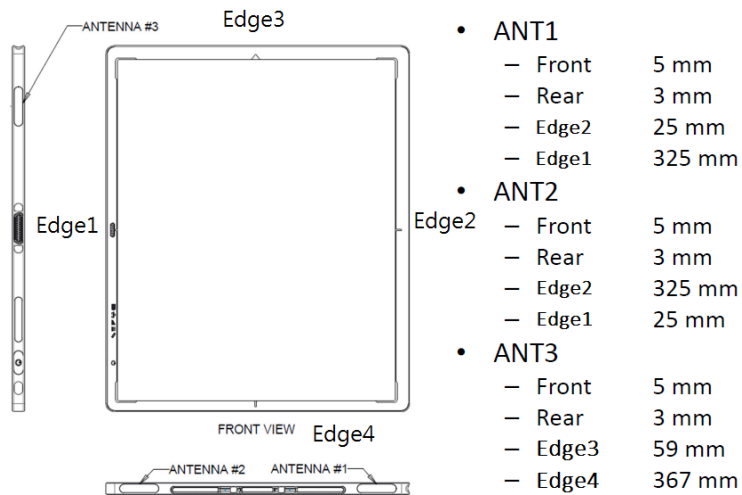 ANTENNA #3
Edge3
Edge1
Edge2
FRONT VIEW
Edge4
ANTENNA #2
ANTENNA #1
• ANT1
– Front 5 mm
– Rear 3 mm
– Edge2 25 mm
– Edge1 325 mm
• ANT2
– Front 5 mm
– Rear 3 mm
– Edge2 325 mm
– Edge1 25 mm
• ANT3
– Front 5 mm
– Rear 3 mm
– Edge3 59 mm
– Edge4 367 mm